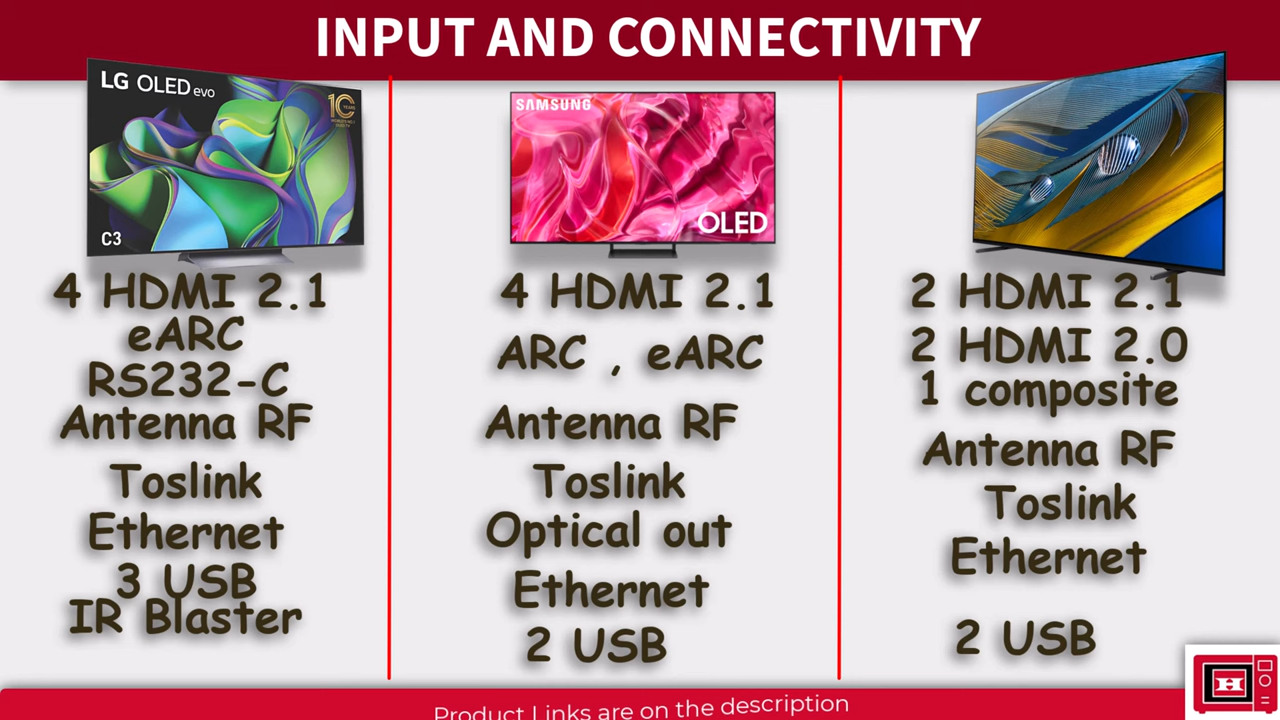 INPUT AND CONNECTIVITY
LG OLED evo
10 YEARS
C3
4 HDMI 2.1
eARC
RS232-C
Antenna RF
Toslink
Ethernet
3 USB
IR Blaster
SAMSUNG
OLED
4 HDMI 2.1
ARC , eARC
Antenna RF
Toslink
Optical out
Ethernet
2 USB
2 HDMI 2.1
2 HDMI 2.0
1 composite
Antenna RF
Toslink
Ethernet
2 USB
H
Product Links are on the description